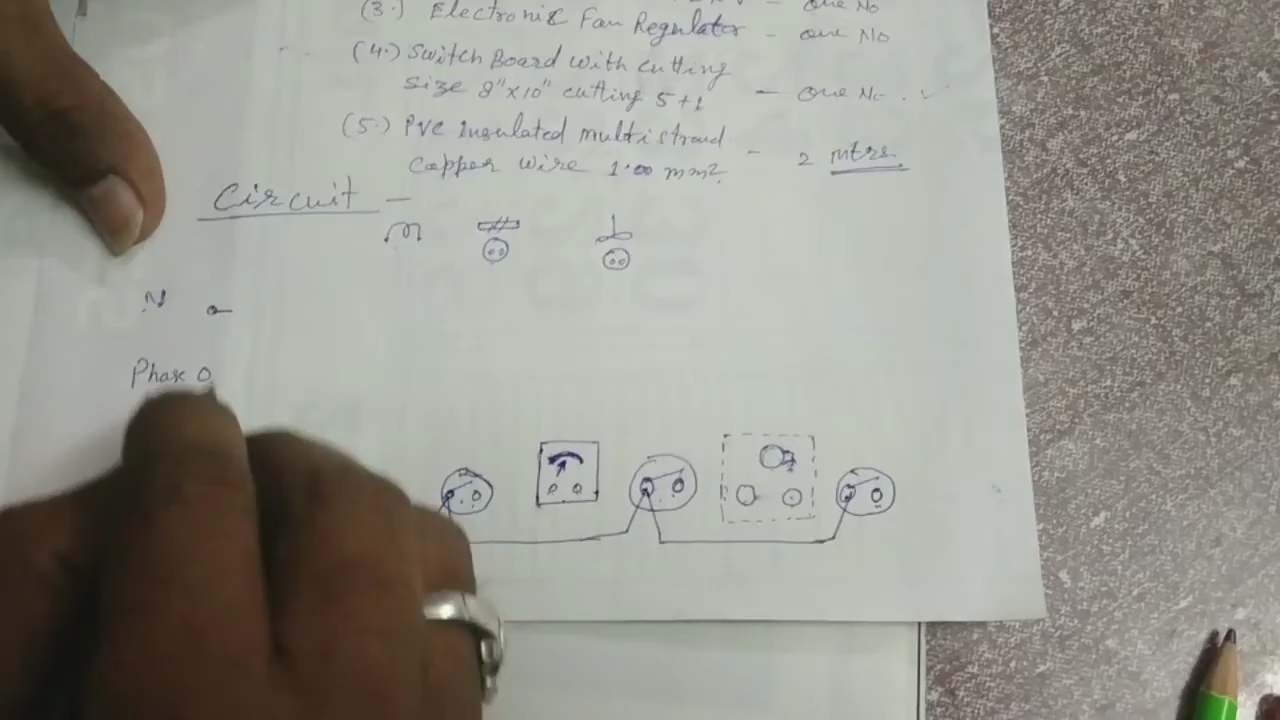 (3.) Electronic Fan Regulator - one No
(4.) Switch Board with cutting
size 8"x10" cutting 5+1 - one No.
(5.) PVC Insulated multistrand
Copper wire 1.00 mm². - 2 mtrs.
Circuit -
N
Phase